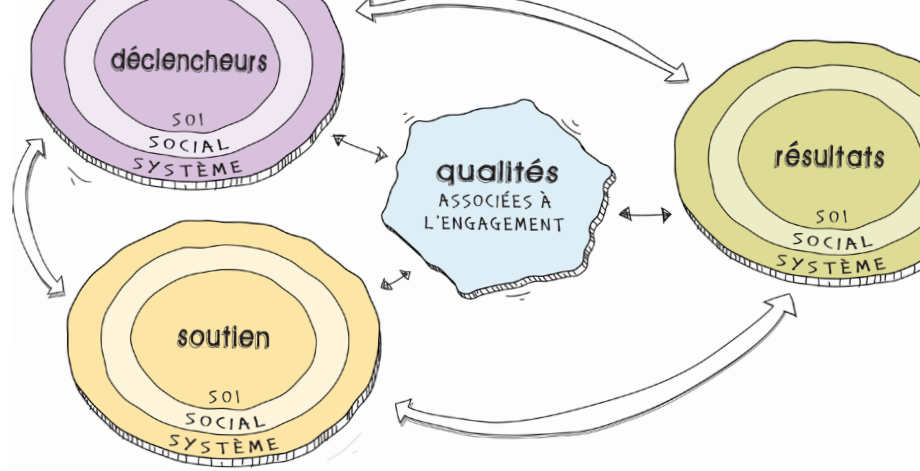 déclencheurs
SOI
SOCIAL
SYSTÈME
qualités
ASSOCIÉES À
L'ENGAGEMENT
résultats
SOI
SOCIAL
SYSTÈME
soutien
SOI
SOCIAL
SYSTÈME